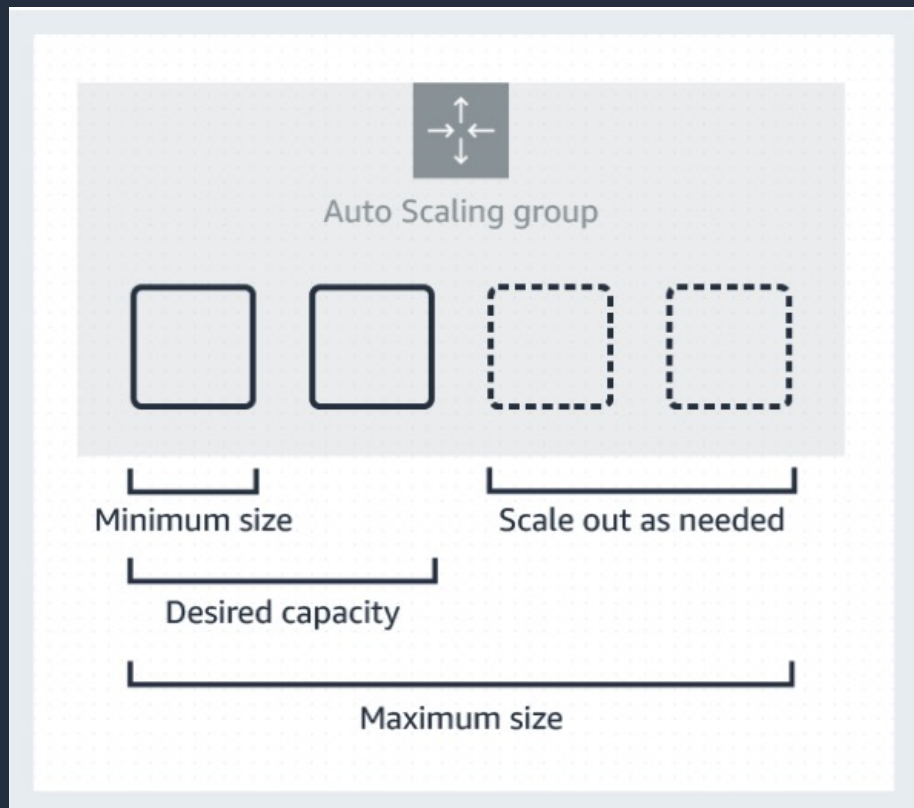 Auto Scaling group
Minimum size
Scale out as needed
Desired capacity
Maximum size